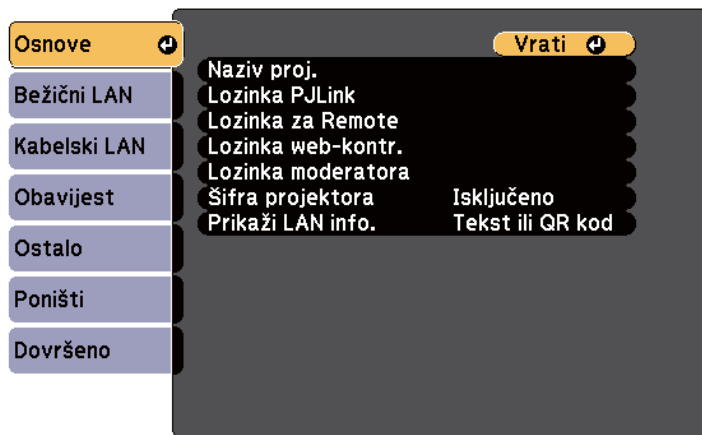 Osnove
Bežični LAN
Kabelski LAN
Obavijest
Ostalo
Poništi
Dovršeno
Vrati
Naziv proj.
Lozinka PJLink
Lozinka za Remote
Lozinka web-kontr.
Lozinka moderatora
Šifra projektora Isključeno
Prikaži LAN info. Tekst ili QR kod